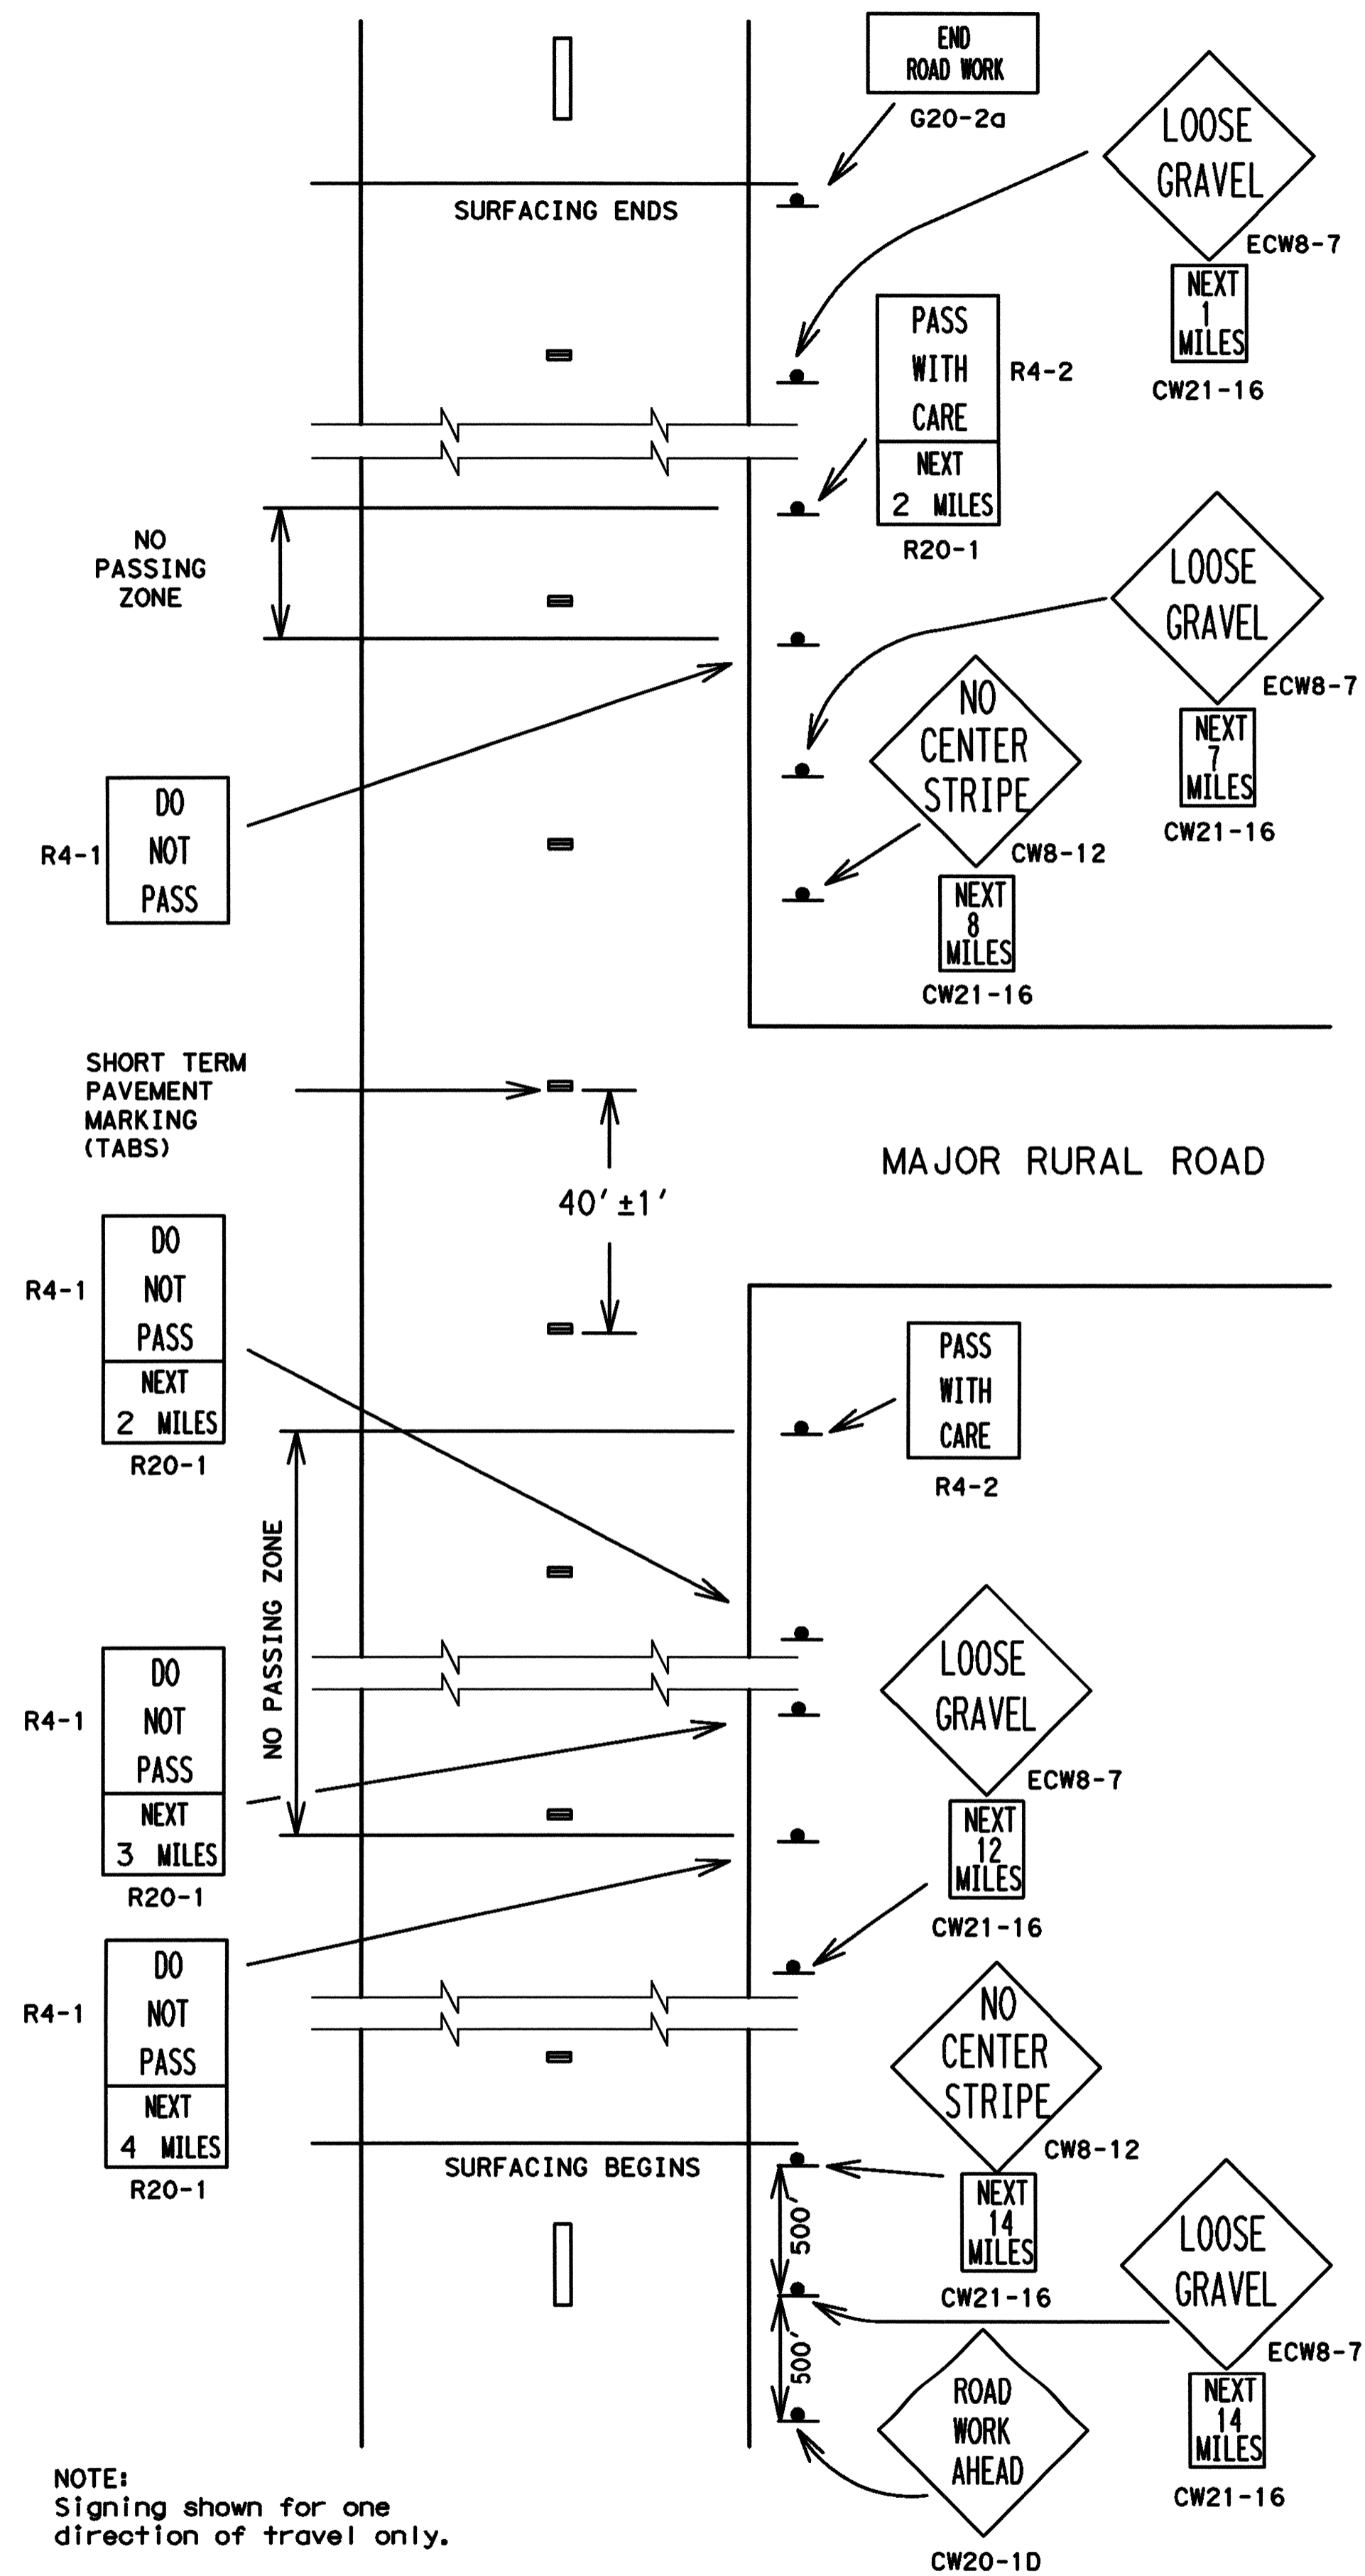 END
ROAD WORK
G20-2a
LOOSE
GRAVEL
ECW8-7
NEXT
1
MILES
CW21-16
SURFACING ENDS
PASS
WITH
CARE
NEXT
2 MILES
R4-2
R20-1
NO
PASSING
ZONE
LOOSE
GRAVEL
ECW8-7
NEXT
7
MILES
CW21-16
NO
CENTER
STRIPE
CW8-12
NEXT
8
MILES
CW21-16
R4-1
DO
NOT
PASS
SHORT TERM
PAVEMENT
MARKING
(TABS)
40' ±1'
MAJOR RURAL ROAD
R4-1
DO
NOT
PASS
NEXT
2 MILES
R20-1
PASS
WITH
CARE
R4-2
NO PASSING ZONE
R4-1
DO
NOT
PASS
NEXT
3 MILES
R20-1
LOOSE
GRAVEL
ECW8-7
NEXT
12
MILES
CW21-16
R4-1
DO
NOT
PASS
NEXT
4 MILES
R20-1
NO
CENTER
STRIPE
CW8-12
NEXT
14
MILES
CW21-16
SURFACING BEGINS
500'
500'
LOOSE
GRAVEL
ECW8-7
NEXT
14
MILES
CW21-16
ROAD
WORK
AHEAD
CW20-1D
NOTE:
Signing shown for one
direction of travel only.